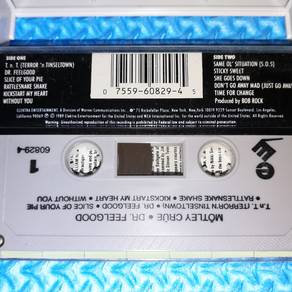 SIDE ONE
T. n. T. (TERROR 'n TINSELTOWN)
DR. FEELGOOD
SLICE OF YOUR PIE
RATTLESNAKE SHAKE
KICKSTART MY HEART
WITHOUT YOU
0 7559-60829-4 5
SIDE TWO
SAME OL' SITUATION (S.O.S)
STICKY SWEET
SHE GOES DOWN
DON'T GO AWAY MAD (JUST GO AWAY)
TIME FOR CHANGE
Produced by BOB ROCK
60829-4
1
T.n.T. (TERROR'n TINSELTOWN) • DR. FEELGOOD • SLICE OF YOUR PIE
• RATTLESNAKE SHAKE • KICKSTART MY HEART • WITHOUT YOU
MÖTLEY CRÜE • DR. FEELGOOD